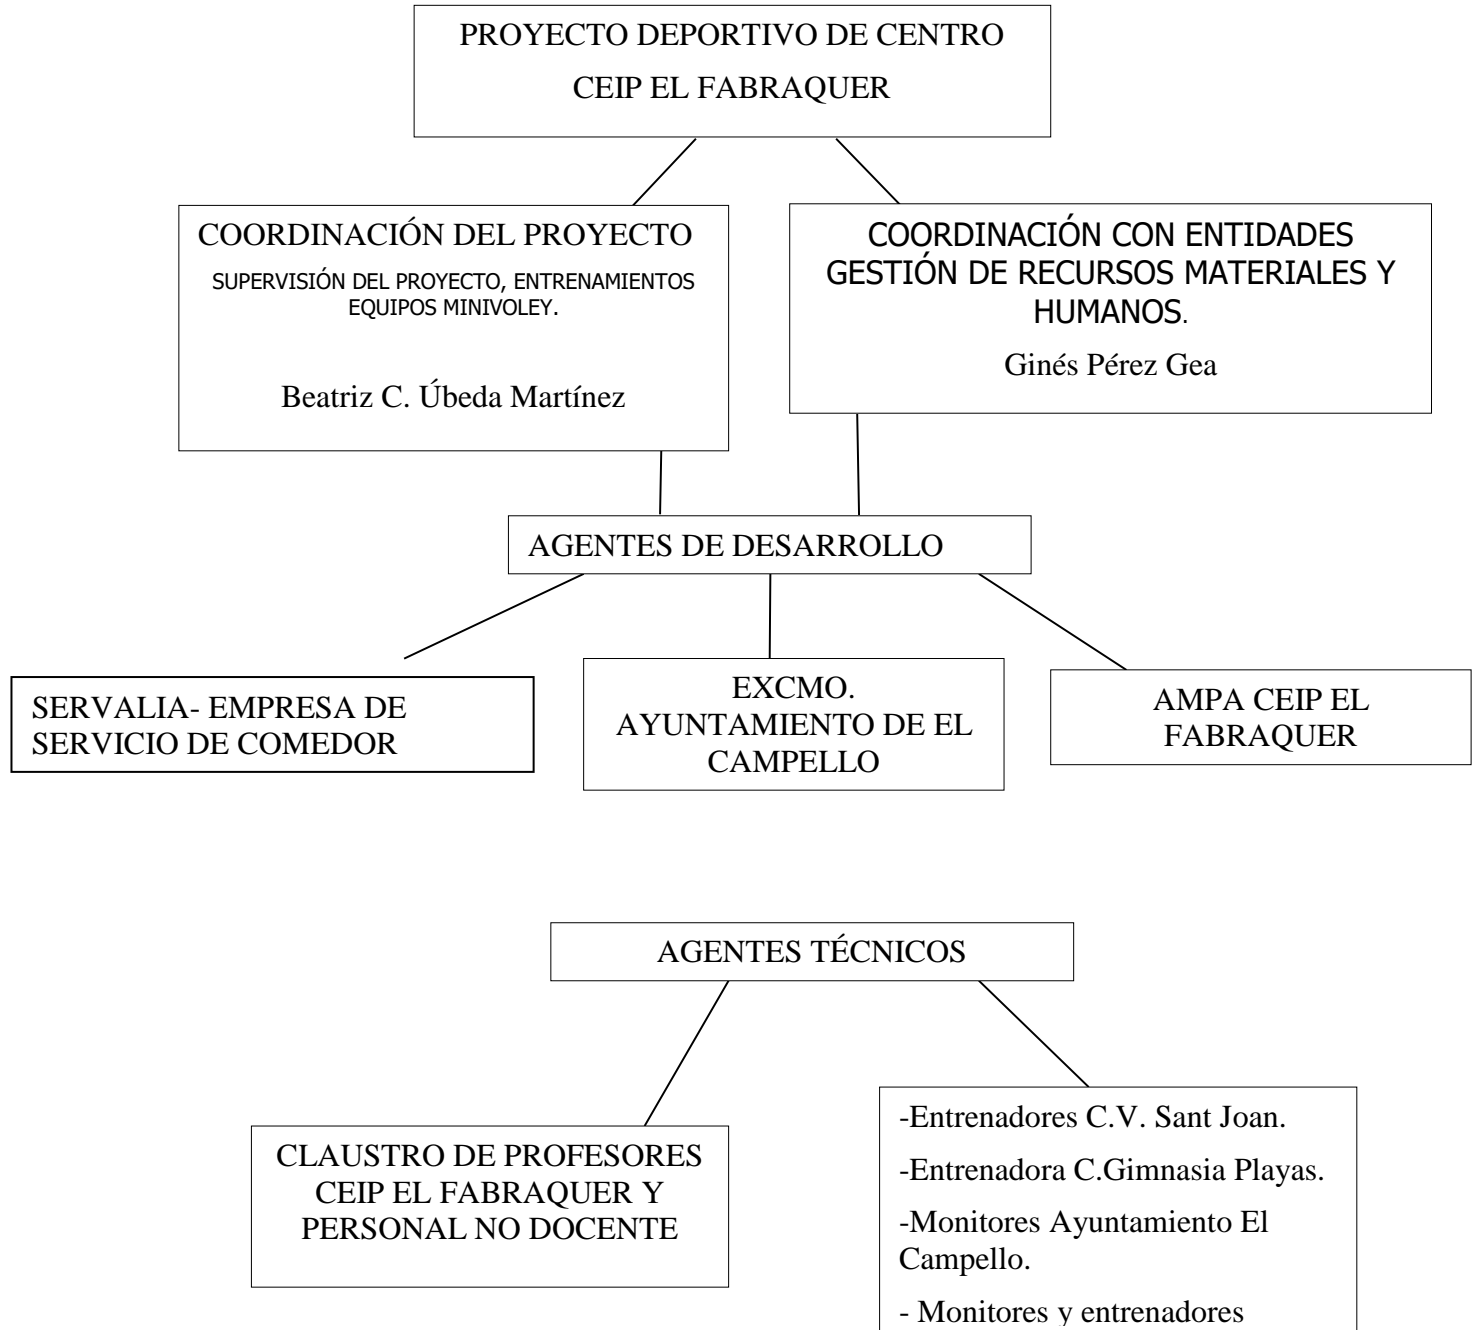 PROYECTO DEPORTIVO DE CENTRO
CEIP EL FABRAQUER
COORDINACIÓN DEL PROYECTO
SUPERVISIÓN DEL PROYECTO, ENTRENAMIENTOS
EQUIPOS MINIVOLEY.
Beatriz C. Úbeda Martínez
COORDINACIÓN CON ENTIDADES
GESTIÓN DE RECURSOS MATERIALES Y
HUMANOS.
Ginés Pérez Gea
AGENTES DE DESARROLLO
SERVALIA- EMPRESA DE
SERVICIO DE COMEDOR
EXCMO.
AYUNTAMIENTO DE EL
CAMPELLO
AMPA CEIP EL
FABRAQUER
AGENTES TÉCNICOS
CLAUSTRO DE PROFESORES
CEIP EL FABRAQUER Y
PERSONAL NO DOCENTE
-Entrenadores C.V. Sant Joan.
-Entrenadora C.Gimnasia Playas.
-Monitores Ayuntamiento El
Campello.
- Monitores y entrenadores